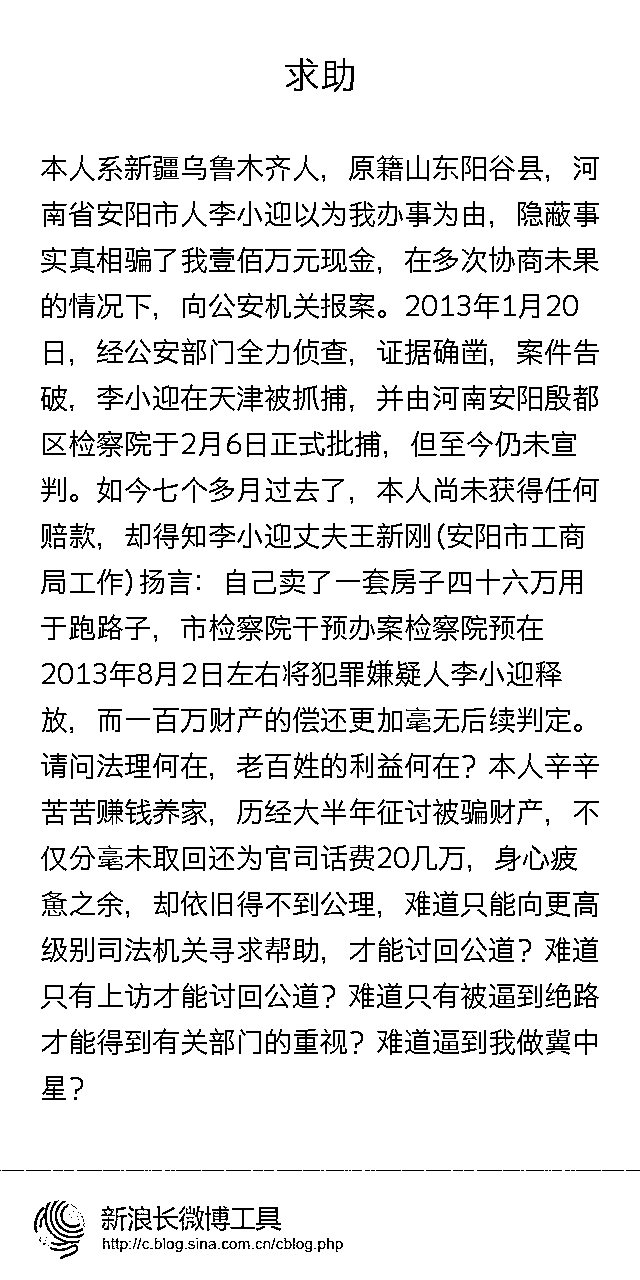 求助
本人系新疆乌鲁木齐人，原籍山东阳谷县，河
南省安阳市人李小迎以为我办事为由，隐蔽事
实真相骗了我壹佰万元现金，在多次协商未果
的情况下，向公安机关报案。2013年1月20
日，经公安部门全力侦查，证据确凿，案件告
破，李小迎在天津被抓捕，并由河南安阳殷都
区检察院于2月6日正式批捕，但至今仍未宣
判。如今七个多月过去了，本人尚未获得任何
赔款，却得知李小迎丈夫王新刚(安阳市工商
局工作)扬言：自己卖了一套房子四十六万用
于跑路子，市检察院干预办案检察院预在
2013年8月2日左右将犯罪嫌疑人李小迎释
放，而一百万财产的偿还更加毫无后续判定。
请问法理何在，老百姓的利益何在？本人辛辛
苦苦赚钱养家，历经大半年征讨被骗财产，不
仅分毫未取回还为官司话费20几万，身心疲
惫之余，却依旧得不到公理，难道只能向更高
级别司法机关寻求帮助，才能讨回公道？难道
只有上访才能讨回公道？难道只有被逼到绝路
才能得到有关部门的重视？难道逼到我做冀中
星？
新浪长微博工具
http://c.blog.sina.com.cn/cblog.php